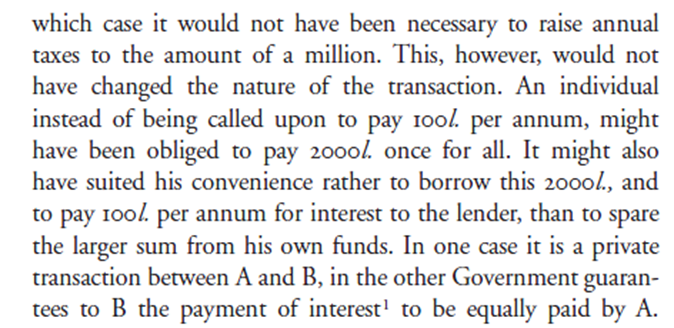 which case it would not have been necessary to raise annual
taxes to the amount of a million. This, however, would not
have changed the nature of the transaction. An individual
instead of being called upon to pay 100l. per annum, might
have been obliged to pay 2000l. once for all. It might also
have suited his convenience rather to borrow this 2000l., and
to pay 100l. per annum for interest to the lender, than to spare
the larger sum from his own funds. In one case it is a private
transaction between A and B, in the other Government guaran-
tees to B the payment of interest¹ to be equally paid by A.